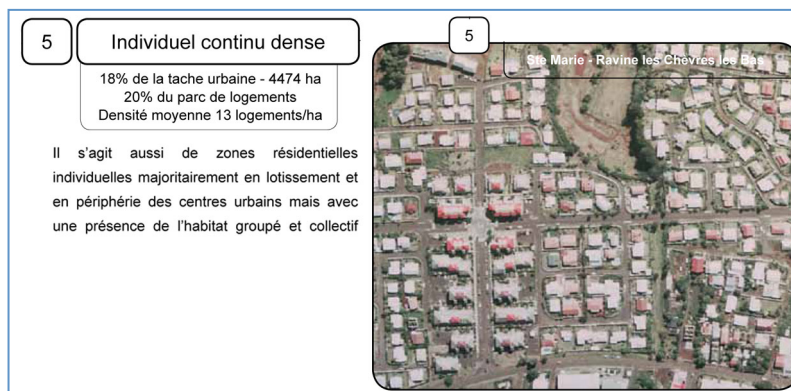 5
Individuel continu dense
18% de la tache urbaine - 4474 ha
20% du parc de logements
Densité moyenne 13 logements/ha
Il s’agit aussi de zones résidentielles
individuelles majoritairement en lotissement et
en périphérie des centres urbains mais avec
une présence de l’habitat groupé et collectif
5
Ste Marie - Ravine les Chèvres les Bas